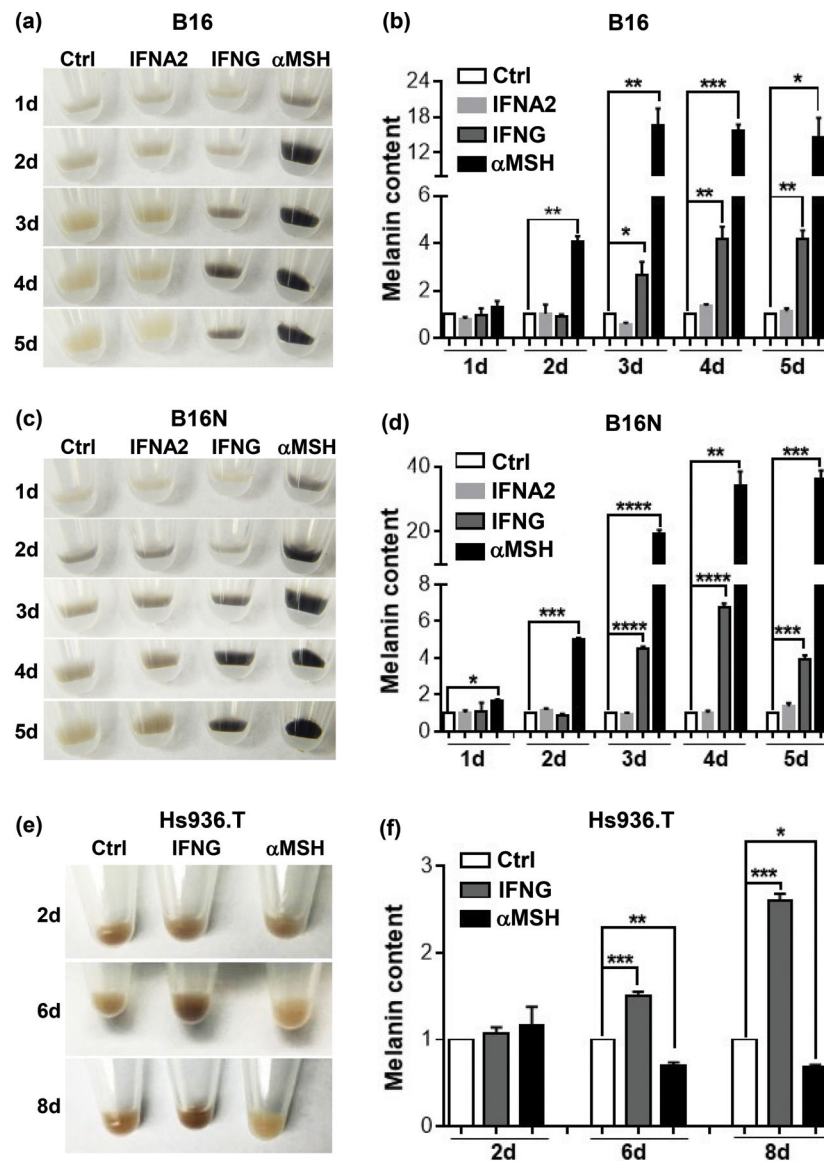 (a)
B16
Ctrl IFNA2 IFNG αMSH
1d
2d
3d
4d
5d
(b)
B16
Ctrl
IFNA2
IFNG
αMSH
Melanin content
24
18
12
6
4
2
0
** *** *
**
* ** **
1d 2d 3d 4d 5d
(c)
B16N
Ctrl IFNA2 IFNG αMSH
1d
2d
3d
4d
5d
(d)
B16N
Ctrl
IFNA2
IFNG
αMSH
Melanin content
40
20
8
6
4
2
0
** ***
****
*** **** **** ***
*
1d 2d 3d 4d 5d
(e)
Hs936.T
Ctrl IFNG αMSH
2d
6d
8d
(f)
Hs936.T
Ctrl
IFNG
αMSH
Melanin content
3
2
1
0
*
***
**
***
2d 6d 8d